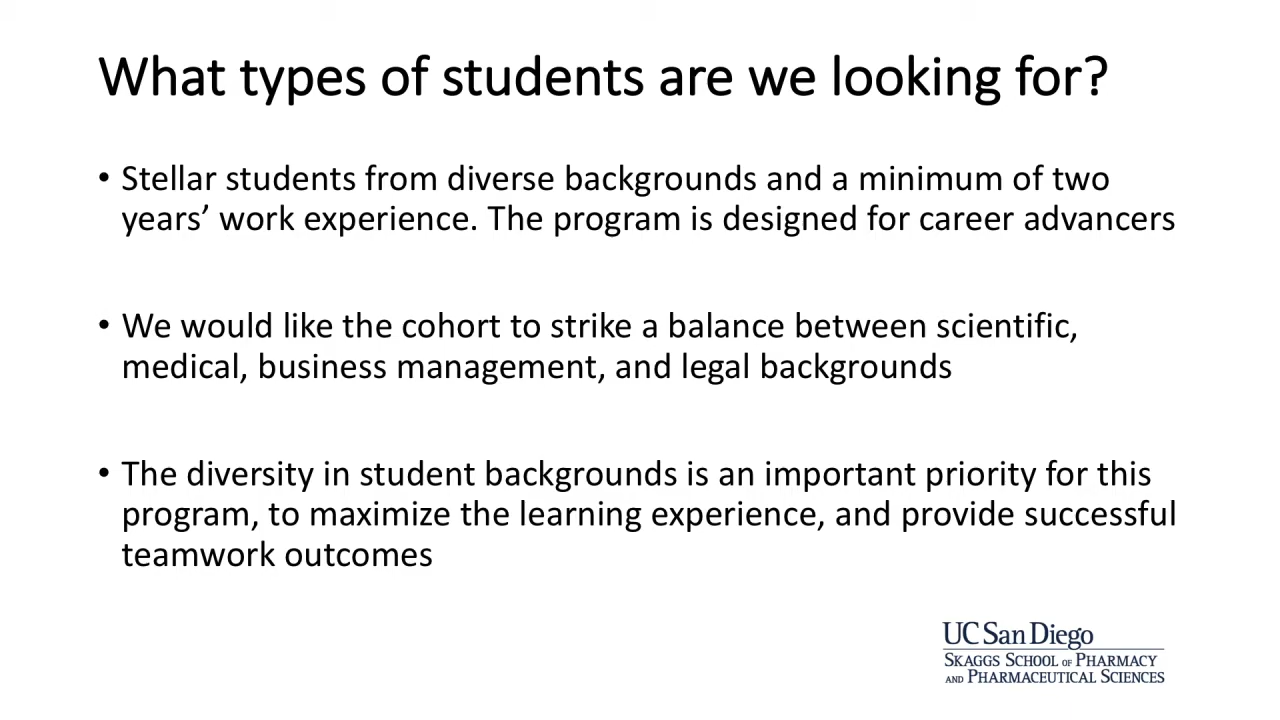 What types of students are we looking for?
• Stellar students from diverse backgrounds and a minimum of two
years’ work experience. The program is designed for career advancers
• We would like the cohort to strike a balance between scientific,
medical, business management, and legal backgrounds
• The diversity in student backgrounds is an important priority for this
program, to maximize the learning experience, and provide successful
teamwork outcomes
UC San Diego
SKAGGS SCHOOL OF PHARMACY
AND PHARMACEUTICAL SCIENCES